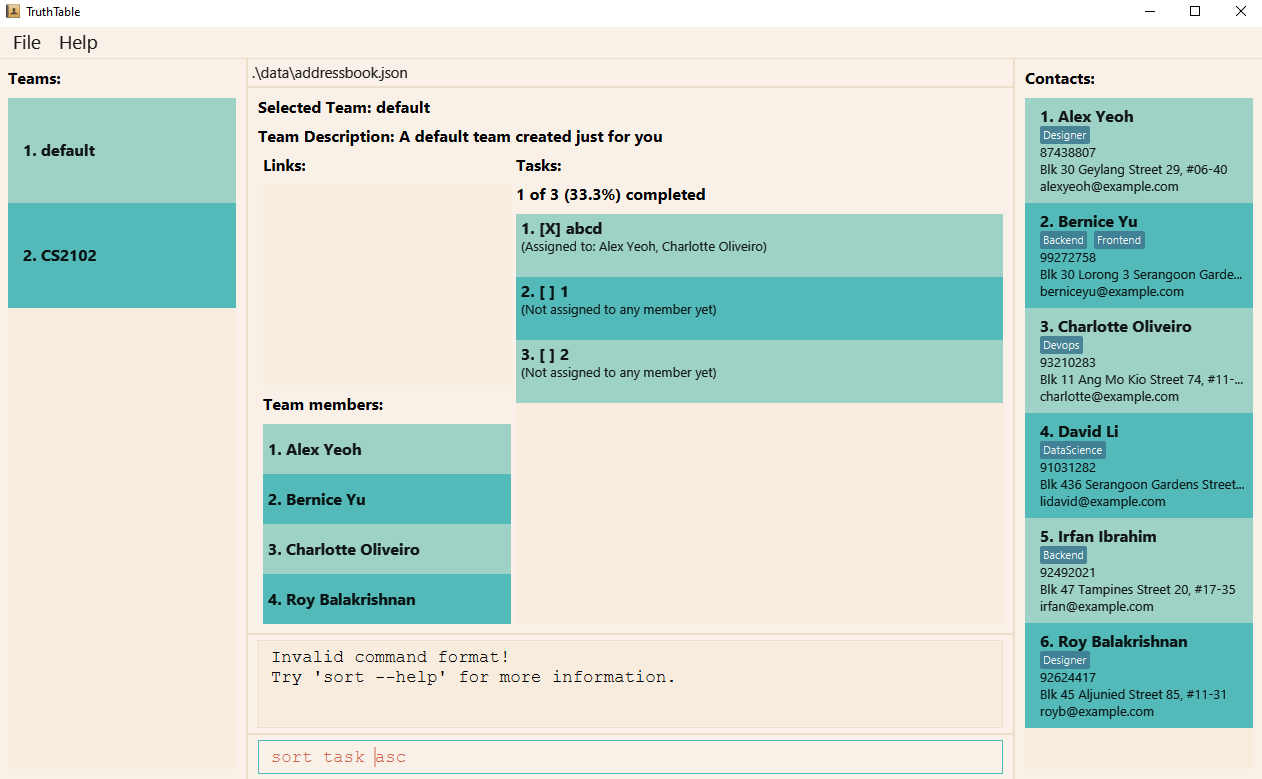 TruthTable
File Help
Teams:
1. default
2. CS2102
.\data\addressbook.json
Selected Team: default
Team Description: A default team created just for you
Links:
Tasks:
1 of 3 (33.3%) completed
1. [X] abcd
(Assigned to: Alex Yeoh, Charlotte Oliveiro)
2. [ ] 1
(Not assigned to any member yet)
3. [ ] 2
(Not assigned to any member yet)
Team members:
1. Alex Yeoh
2. Bernice Yu
3. Charlotte Oliveiro
4. Roy Balakrishnan
Invalid command format!
Try 'sort --help' for more information.
sort task asc
Contacts:
1. Alex Yeoh
Designer
87438807
Blk 30 Geylang Street 29, #06-40
alexyeoh@example.com
2. Bernice Yu
Backend Frontend
99272758
Blk 30 Lorong 3 Serangoon Garde...
berniceyu@example.com
3. Charlotte Oliveiro
Devops
93210283
Blk 11 Ang Mo Kio Street 74, #11-...
charlotte@example.com
4. David Li
DataScience
91031282
Blk 436 Serangoon Gardens Street...
lidavid@example.com
5. Irfan Ibrahim
Backend
92492021
Blk 47 Tampines Street 20, #17-35
irfan@example.com
6. Roy Balakrishnan
Designer
92624417
Blk 45 Aljunied Street 85, #11-31
royb@example.com